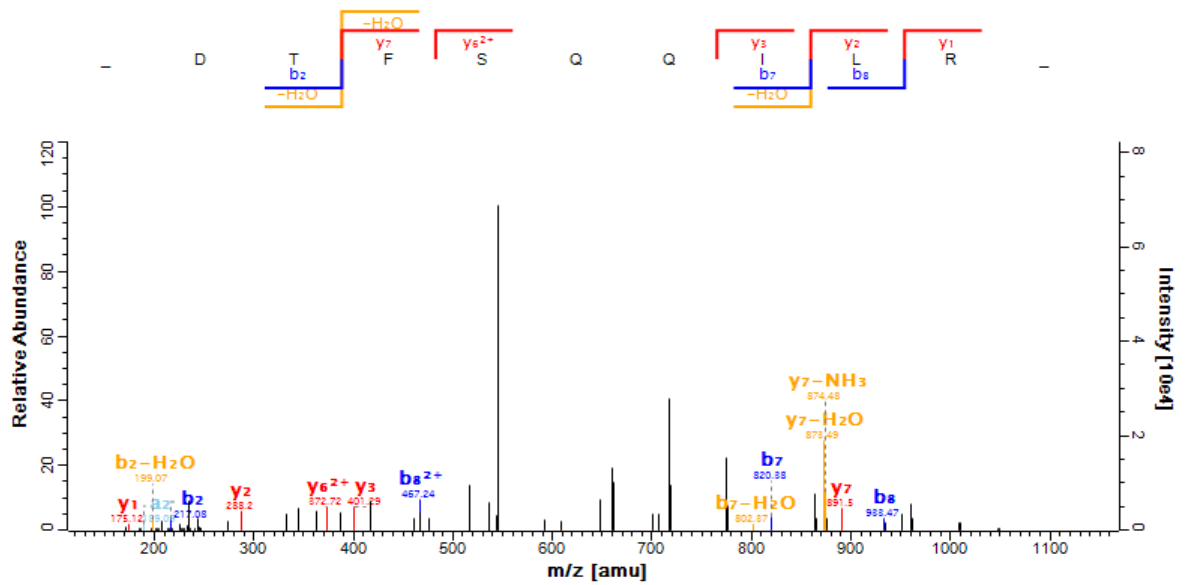 –H₂O
y₇ y₆²⁺ y₃ y₂ y₁
_ D T F S Q Q I L R _
b₂ b₇ b₈
–H₂O –H₂O
120 100 80 60 40 20 0
Relative Abundance
8 6 4 2 0
Intensity [10e4]
y₇–NH₃
874.48
y₇–H₂O
873.49
b₂–H₂O
199.07
b₇
820.38
b₈²⁺
467.24
y₂
288.2
y₆²⁺
372.72
y₃
401.29
y₁
175.12
a₂
b₂
217.08
b₇–H₂O
802.37
y₇
891.5
b₈
933.47
200 300 400 500 600 700 800 900 1000 1100
m/z [amu]